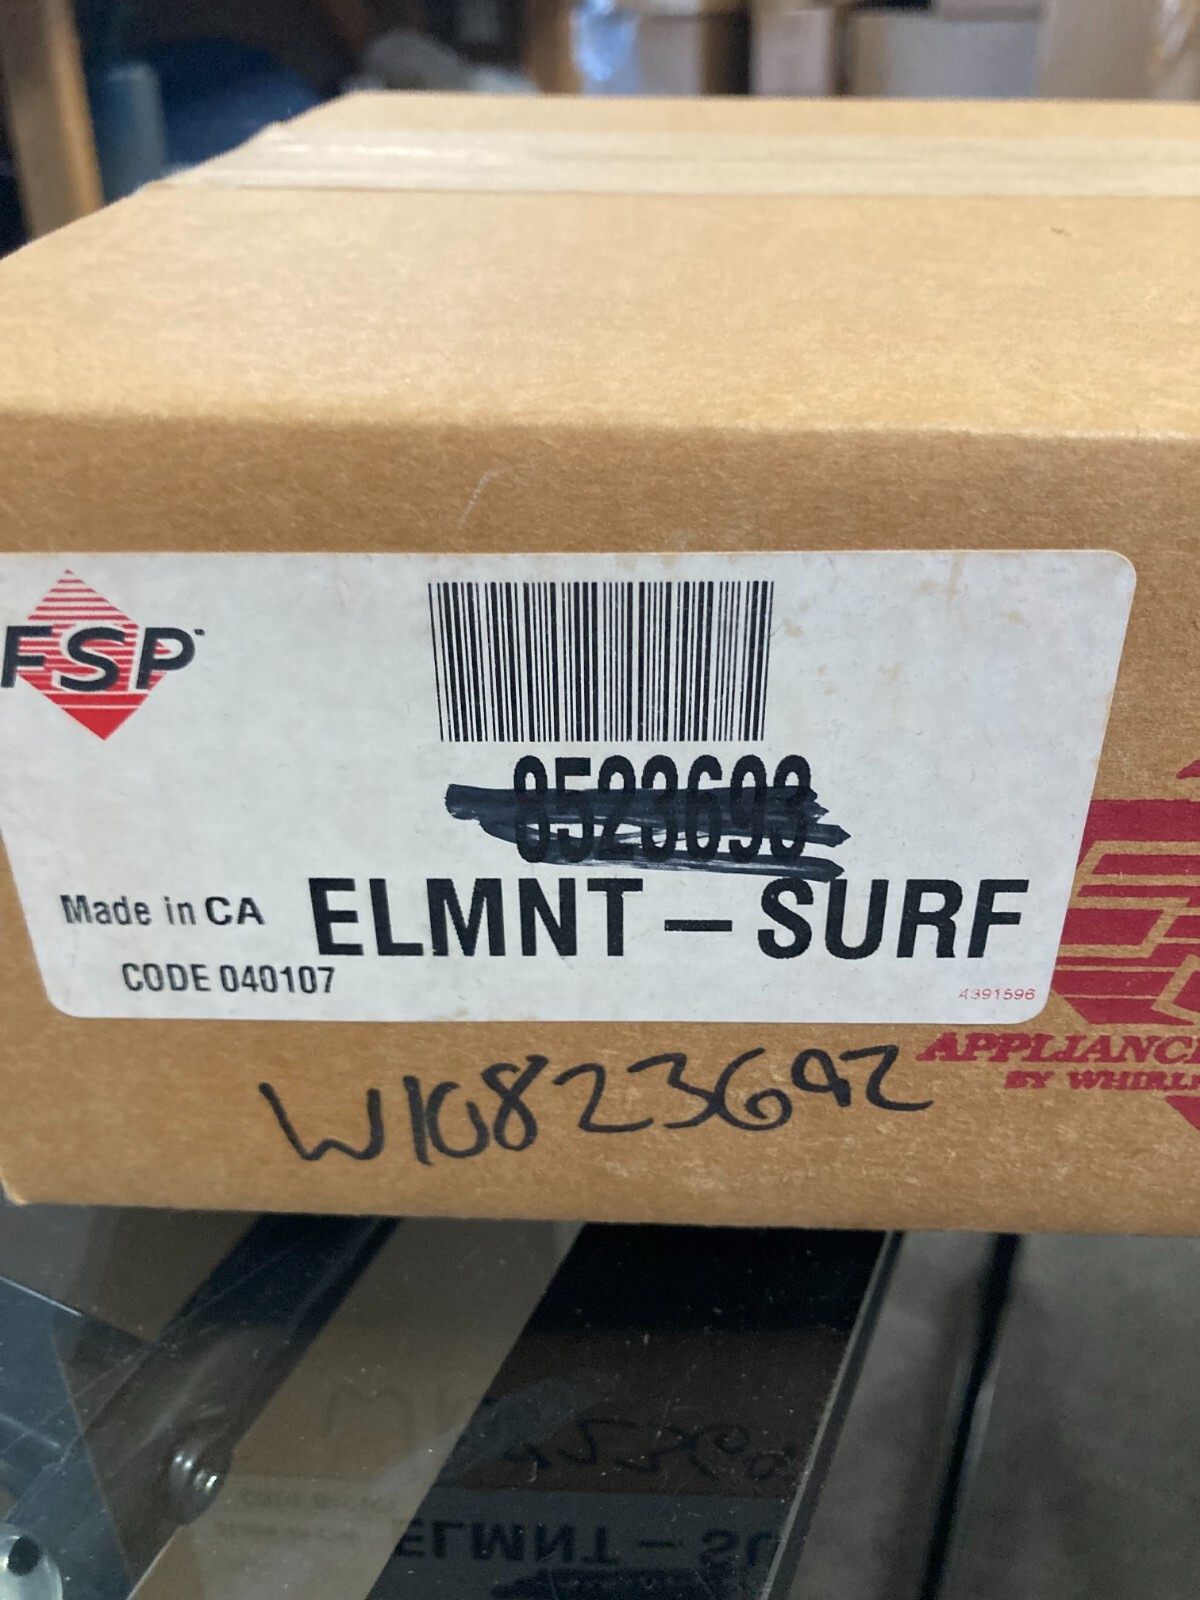 FSP
8523693
ELMNT – SURF
Made in CA
CODE 040107
4391596
W10823692
APPLIANC
BY WHIRL